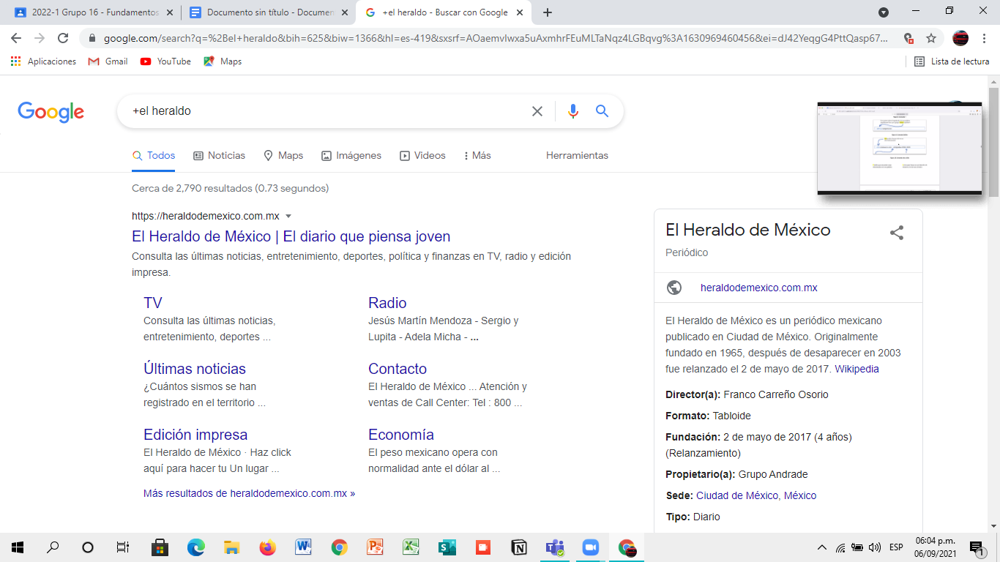 2022-1 Grupo 16 - Fundamentos
Documento sin título - Documen
+el heraldo - Buscar con Google
google.com/search?q=%2Bel+heraldo&bih=625&biw=1366&hl=es-419&sxsrf=AOaemvIwxa5uAxmhrFEuMLTaNqz4LGBqvg%3A16309694604456&ei=dJ42YeqgG4PttQasp67...
Aplicaciones
Gmail
YouTube
Maps
Lista de lectura
Google
+el heraldo
Todos
Noticias
Maps
Imágenes
Videos
Más
Herramientas
Cerca de 2,790 resultados (0.73 segundos)
https://heraldodemexico.com.mx
El Heraldo de México | El diario que piensa joven
Consulta las últimas noticias, entretenimiento, deportes, política y finanzas en TV, radio y edición
impresa.
TV
Consulta las últimas noticias,
entretenimiento, deportes ...
Radio
Jesús Martín Mendoza - Sergio y
Lupita - Adela Micha - ...
Últimas noticias
¿Cuántos sismos se han
registrado en el territorio ...
Contacto
El Heraldo de México ... Atención y
ventas de Call Center: Tel : 800 ...
Edición impresa
El Heraldo de México · Haz click
aquí para hacer tu Un lugar ...
Economía
El peso mexicano opera con
normalidad ante el dólar al ...
Más resultados de heraldodemexico.com.mx »
El Heraldo de México
Periódico
heraldodemexico.com.mx
El Heraldo de México es un periódico mexicano
publicado en Ciudad de México. Originalmente
fundado en 1965, después de desaparecer en 2003
fue relanzado el 2 de mayo de 2017. Wikipedia
Director(a): Franco Carreño Osorio
Formato: Tabloide
Fundación: 2 de mayo de 2017 (4 años)
(Relanzamiento)
Propietario(a): Grupo Andrade
Sede: Ciudad de México, México
Tipo: Diario
ESP
06:04 p.m.
06/09/2021
1